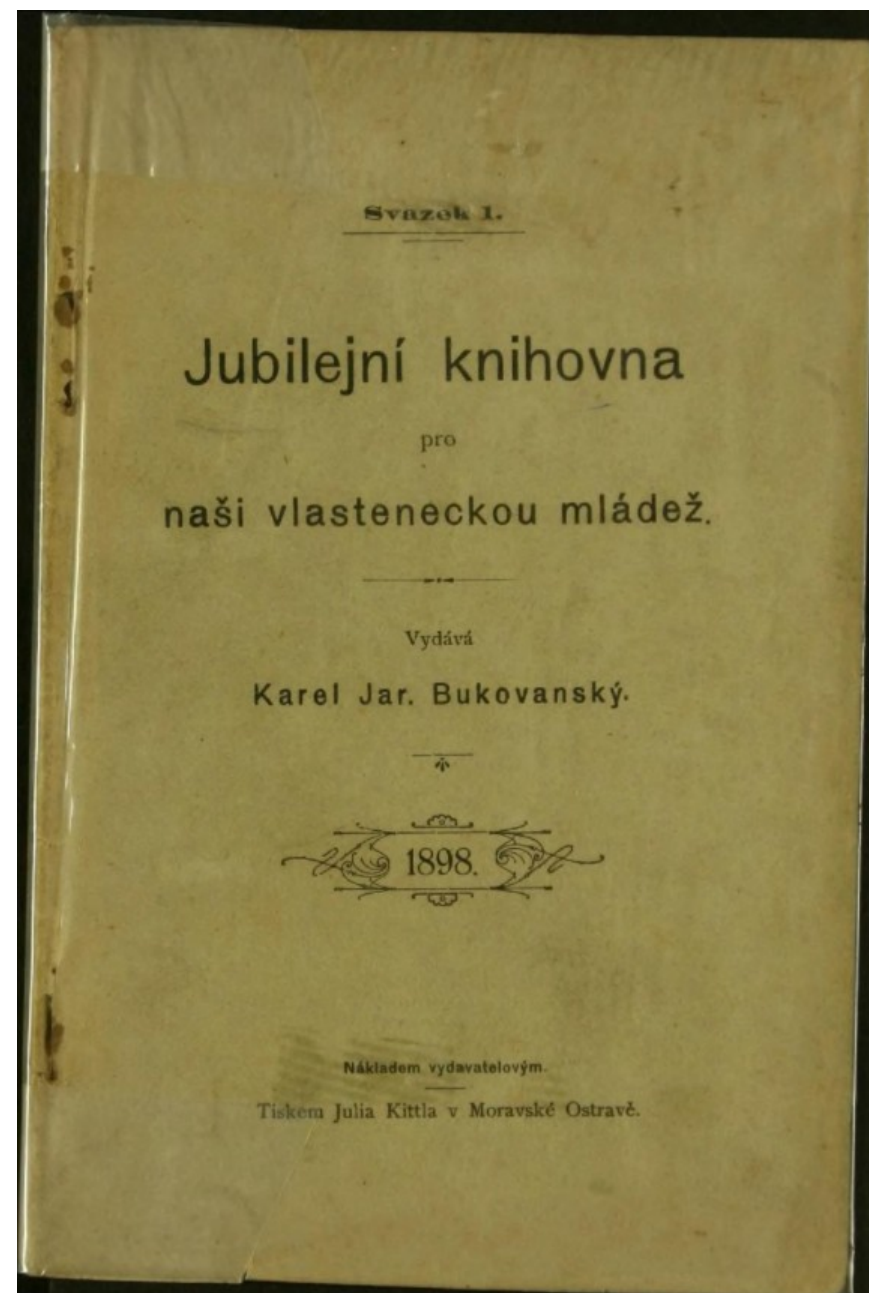 Svazek 1.
Jubilejní knihovna
pro
naši vlasteneckou mládež.
Vydává
Karel Jar. Bukovanský.
1898.
Nákladem vydavatelovým.
Tiskem Julia Kittla v Moravské Ostravě.